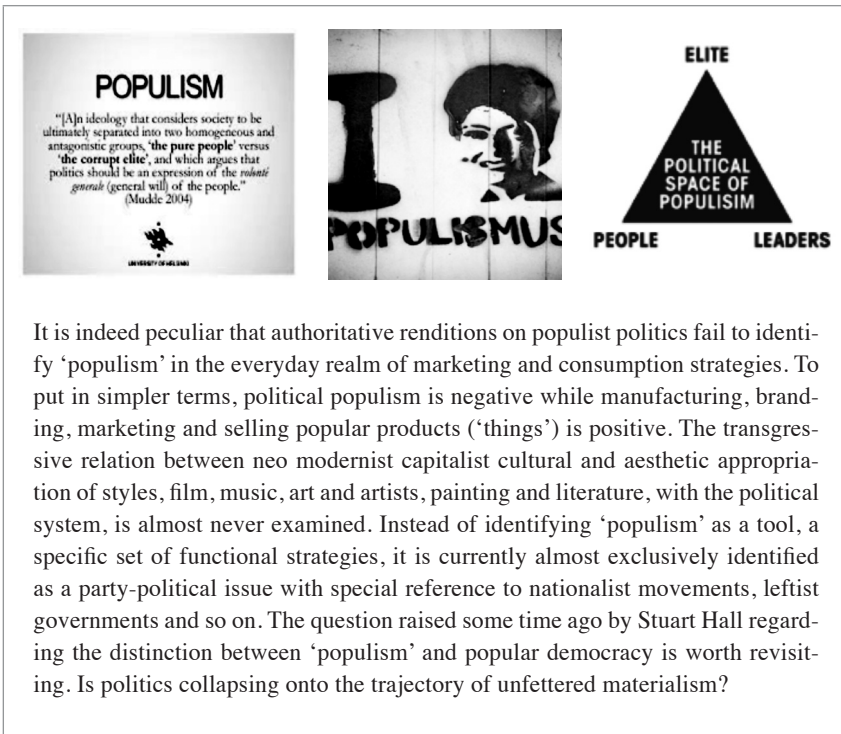 POPULISM
"[A]n ideology that considers society to be
ultimately separated into two homogeneous and
antagonistic groups, 'the pure people' versus
'the corrupt elite', and which argues that
politics should be an expression of the volonté
generale (general will) of the people."
(Mudde 2004)
UNIVERSITY OF HELSINKI
I
POPULISMUS
ELITE
THE
POLITICAL
SPACE OF
POPULISIM
PEOPLE
LEADERS
It is indeed peculiar that authoritative renditions on populist politics fail to identi-
fy 'populism' in the everyday realm of marketing and consumption strategies. To
put in simpler terms, political populism is negative while manufacturing, brand-
ing, marketing and selling popular products ('things') is positive. The transgres-
sive relation between neo modernist capitalist cultural and aesthetic appropria-
tion of styles, film, music, art and artists, painting and literature, with the political
system, is almost never examined. Instead of identifying 'populism' as a tool, a
specific set of functional strategies, it is currently almost exclusively identified
as a party-political issue with special reference to nationalist movements, leftist
governments and so on. The question raised some time ago by Stuart Hall regard-
ing the distinction between 'populism' and popular democracy is worth revisit-
ing. Is politics collapsing onto the trajectory of unfettered materialism?